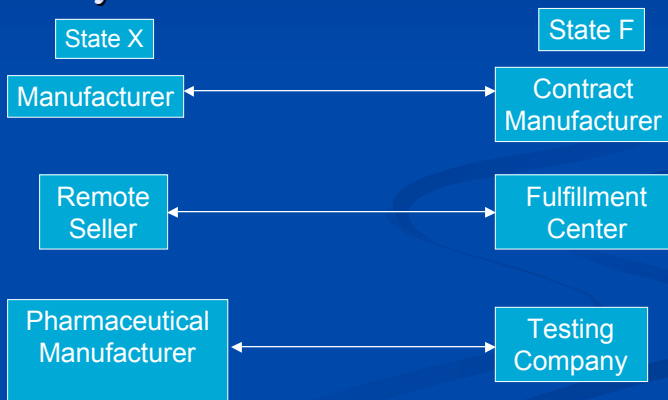 State X
State F
Manufacturer
Contract
Manufacturer
Remote
Seller
Fulfillment
Center
Pharmaceutical
Manufacturer
Testing
Company